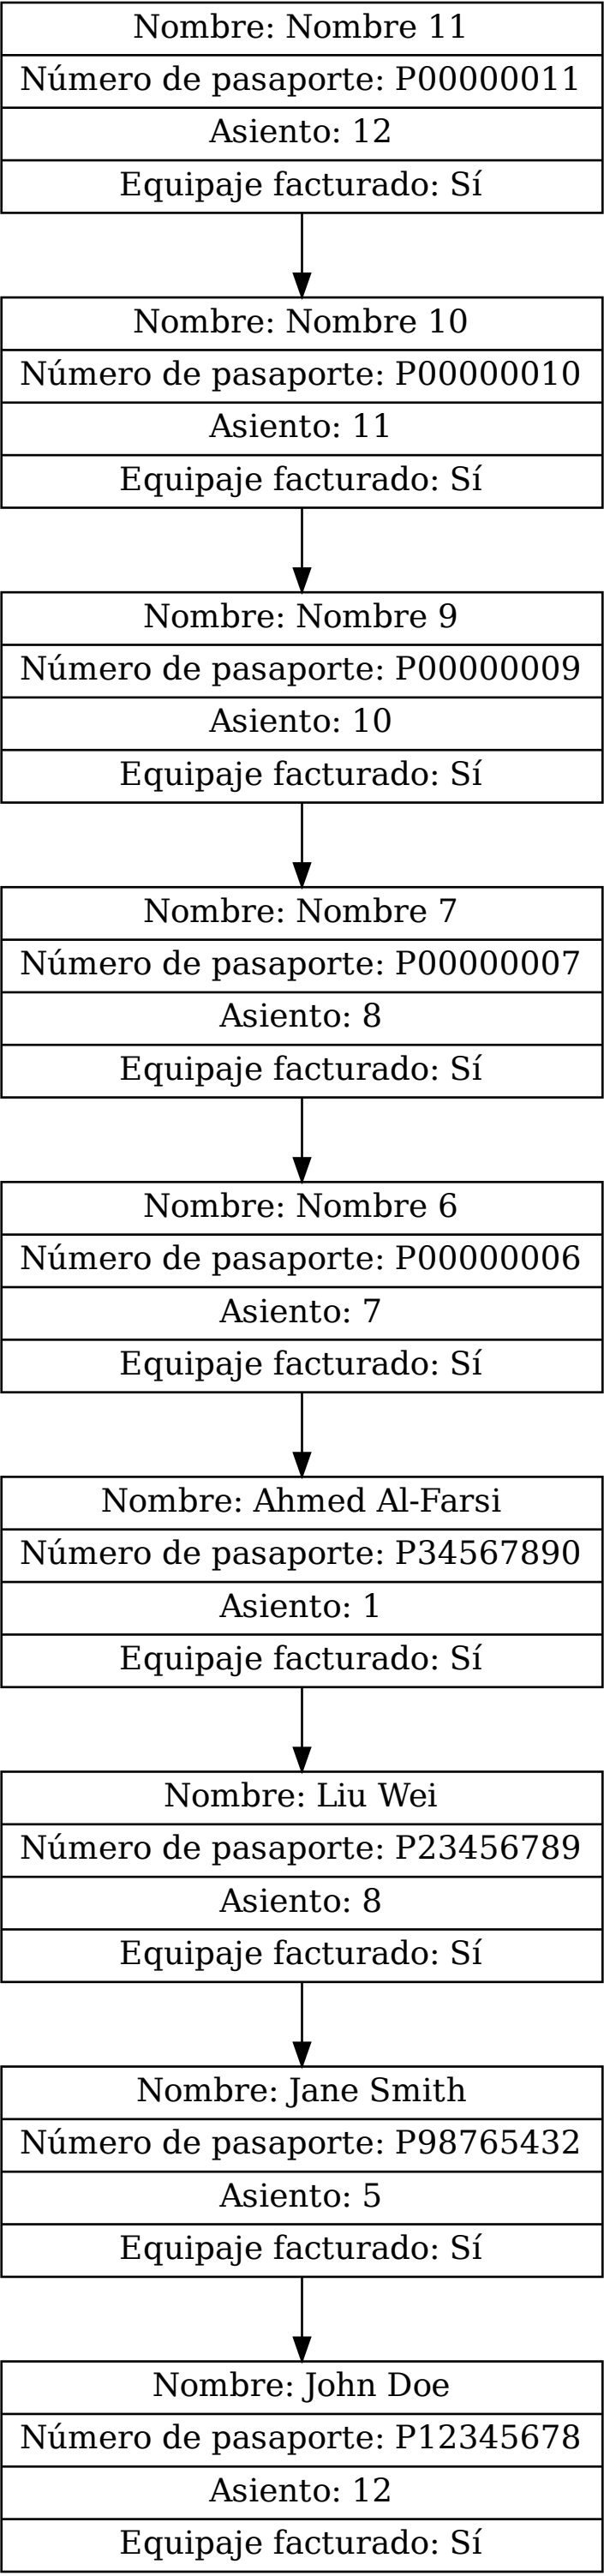 Nombre: Nombre 11
Número de pasaporte: P00000011
Asiento: 12
Equipaje facturado: Sí
Nombre: Nombre 10
Número de pasaporte: P00000010
Asiento: 11
Equipaje facturado: Sí
Nombre: Nombre 9
Número de pasaporte: P00000009
Asiento: 10
Equipaje facturado: Sí
Nombre: Nombre 7
Número de pasaporte: P00000007
Asiento: 8
Equipaje facturado: Sí
Nombre: Nombre 6
Número de pasaporte: P00000006
Asiento: 7
Equipaje facturado: Sí
Nombre: Ahmed Al-Farsi
Número de pasaporte: P34567890
Asiento: 1
Equipaje facturado: Sí
Nombre: Liu Wei
Número de pasaporte: P23456789
Asiento: 8
Equipaje facturado: Sí
Nombre: Jane Smith
Número de pasaporte: P98765432
Asiento: 5
Equipaje facturado: Sí
Nombre: John Doe
Número de pasaporte: P12345678
Asiento: 12
Equipaje facturado: Sí